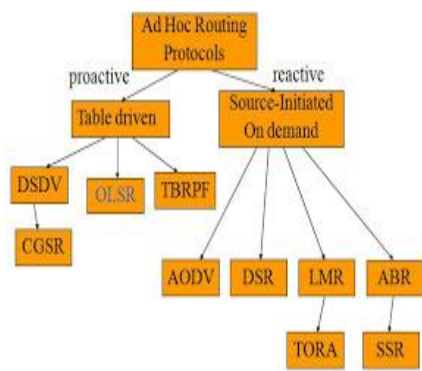 Ad Hoc Routing
Protocols
proactive
reactive
Table driven
Source-Initiated
On demand
DSDV
OLSR
TBRPF
CGSR
AODV
DSR
LMR
ABR
TORA
SSR